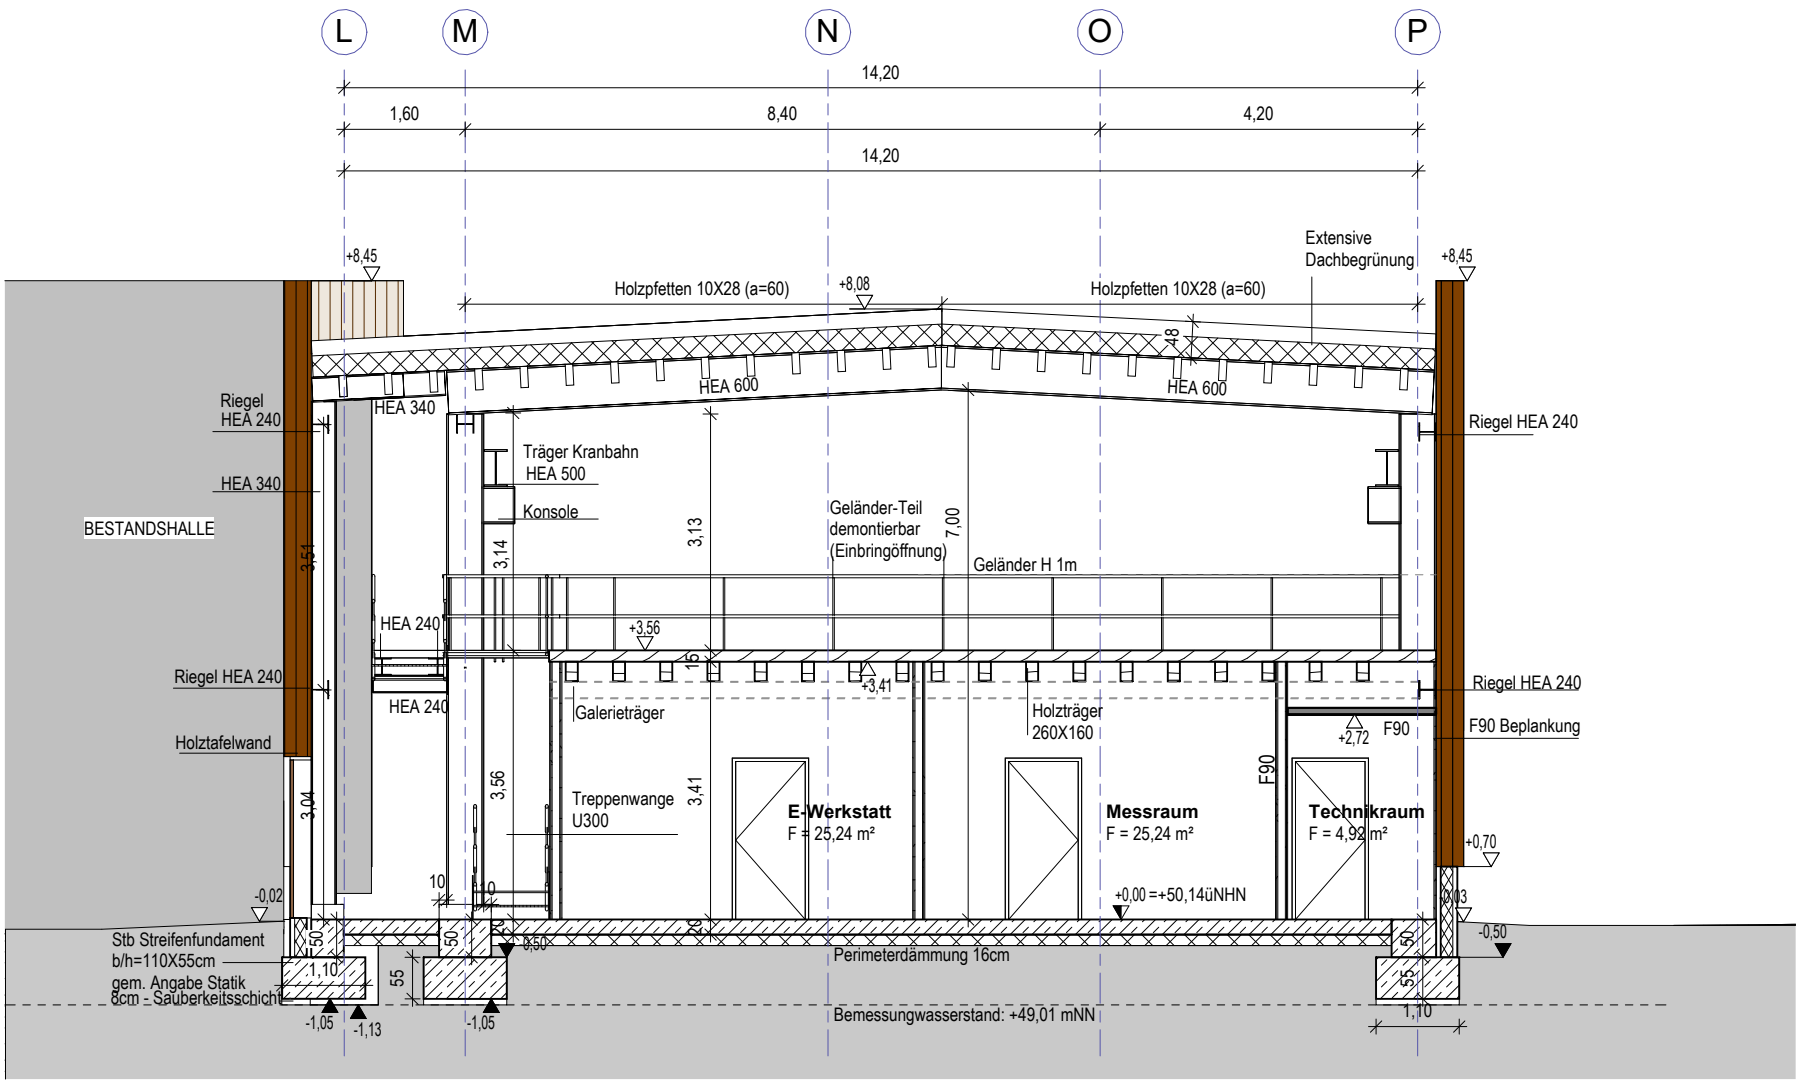 L
M
N
O
P
14,20
1,60
8,40
4,20
14,20
Extensive
Dachbegrünung
+8,45
+8,45
Holzpfetten 10X28 (a=60)
+8,08
Holzpfetten 10X28 (a=60)
48
HEA 600
HEA 600
HEA 340
Riegel
HEA 240
Riegel HEA 240
Träger Kranbahn
HEA 500
HEA 340
Konsole
Geländer-Teil
demontierbar
(Einbringöffnung)
7,00
3,13
3,14
BESTANDSHALLE
3,51
Geländer H 1m
HEA 240
+3,56
15
+3,41
Riegel HEA 240
Riegel HEA 240
HEA 240
Galerieträger
Holzträger
260X160
F90
+2,72
F90 Beplankung
Holztafelwand
F90
3,56
3,41
3,04
Treppenwange
U300
E-Werkstatt
F = 25,24 m²
Messraum
F = 25,24 m²
Technikraum
F = 4,92 m²
+0,70
10
10
-0,02
+0,00 =+50,14üNHN
0,03
Stb Streifenfundament
b/h=110X55cm
gem. Angabe Statik
8cm - Sauberkeitsschicht
50
50
20
20
50
-0,50
0,50
1,10
55
55
1,10
Perimeterdämmung 16cm
-1,05
-1,13
-1,05
Bemessungwasserstand: +49,01 mNN